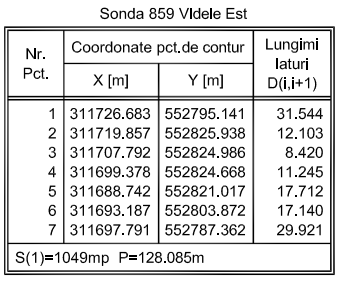 Sonda 859 VIdele Est
Nr. Pct. Coordonate pct.de contur Lungimi laturi D(i,i+1)
X [m] Y [m]
1 311726.683 552795.141 31.544
2 311719.857 552825.938 12.103
3 311707.792 552824.986 8.420
4 311699.378 552824.668 11.245
5 311688.742 552821.017 17.712
6 311693.187 552803.872 17.140
7 311697.791 552787.362 29.921
S(1)=1049mp P=128.085m